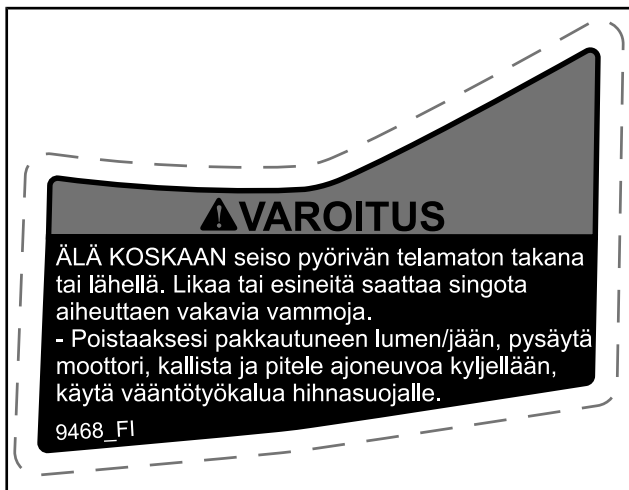 VAROITUS
ÄLÄ KOSKAAN seiso pyörivän telamaton takana
tai lähellä. Likaa tai esineitä saattaa singota
aiheuttaen vakavia vammoja.
- Poistaaksesi pakkautuneen lumen/jään, pysäytä
moottori, kallista ja pitele ajoneuvoa kyljellään,
käytä vääntötyökalua hihnasuojalle.
9468_FI